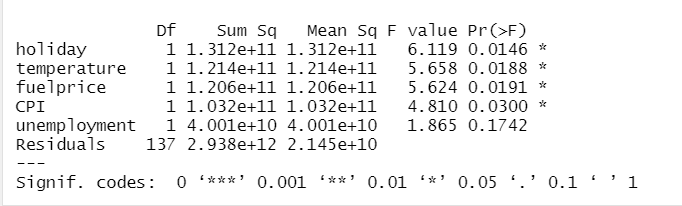 Df Sum Sq Mean Sq F value Pr(>F)
holiday 1 1.312e+11 1.312e+11 6.119 0.0146 *
temperature 1 1.214e+11 1.214e+11 5.658 0.0188 *
fuelprice 1 1.206e+11 1.206e+11 5.624 0.0191 *
CPI 1 1.032e+11 1.032e+11 4.810 0.0300 *
unemployment 1 4.001e+10 4.001e+10 1.865 0.1742
Residuals 137 2.938e+12 2.145e+10
---
Signif. codes: 0 ‘***’ 0.001 ‘**’ 0.01 ‘*’ 0.05 ‘.’ 0.1 ‘ ’ 1